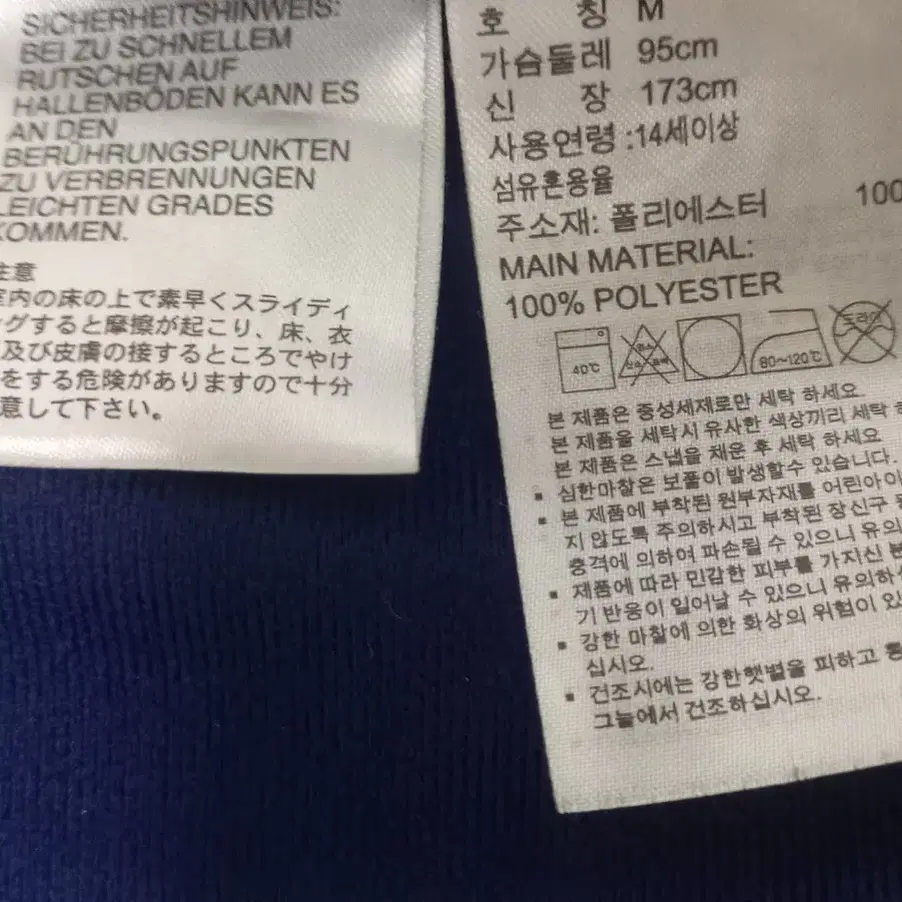 SICHERHEITSHINWEIS:
BEI ZU SCHNELLEM
RUTSCHEN AUF
HALLENBÖDEN KANN ES
AN DEN
BERÜHRUNGSPUNKTEN
ZU VERBRENNUNGEN
LEICHTEN GRADES
KOMMEN.
注意
室内の床の上で素早くスライディ
ングすると摩擦が起こり、床、衣
及び皮膚の接するところでやけ
をする危険がありますので十分
意して下さい。
호 칭 M
가슴둘레 95cm
신 장 173cm
사용연령 :14세이상
섬유혼용율
주소재: 폴리에스터 100
MAIN MATERIAL:
100% POLYESTER
40℃ 80~120℃ 드라이
본 제품은 중성세제로만 세탁 하세요
본 제품을 세탁시 유사한 색상끼리 세탁
본 제품은 스냅을 채운 후 세탁 하세요
▪ 심한마찰은 보풀이 발생할수 있습니다.
▪ 본 제품에 부착된 원부자재를 어린아이
지 않도록 주의하시고 부착된 장신구
충격에 의하여 파손될 수 있으니 유의
▪ 제품에 따라 민감한 피부를 가지신
기 반응이 일어날 수 있으니 유의하
▪ 강한 마찰에 의한 화상의 위험이 있
십시오.
▪ 건조시에는 강한햇볕을 피하고
그늘에서 건조하십시오.